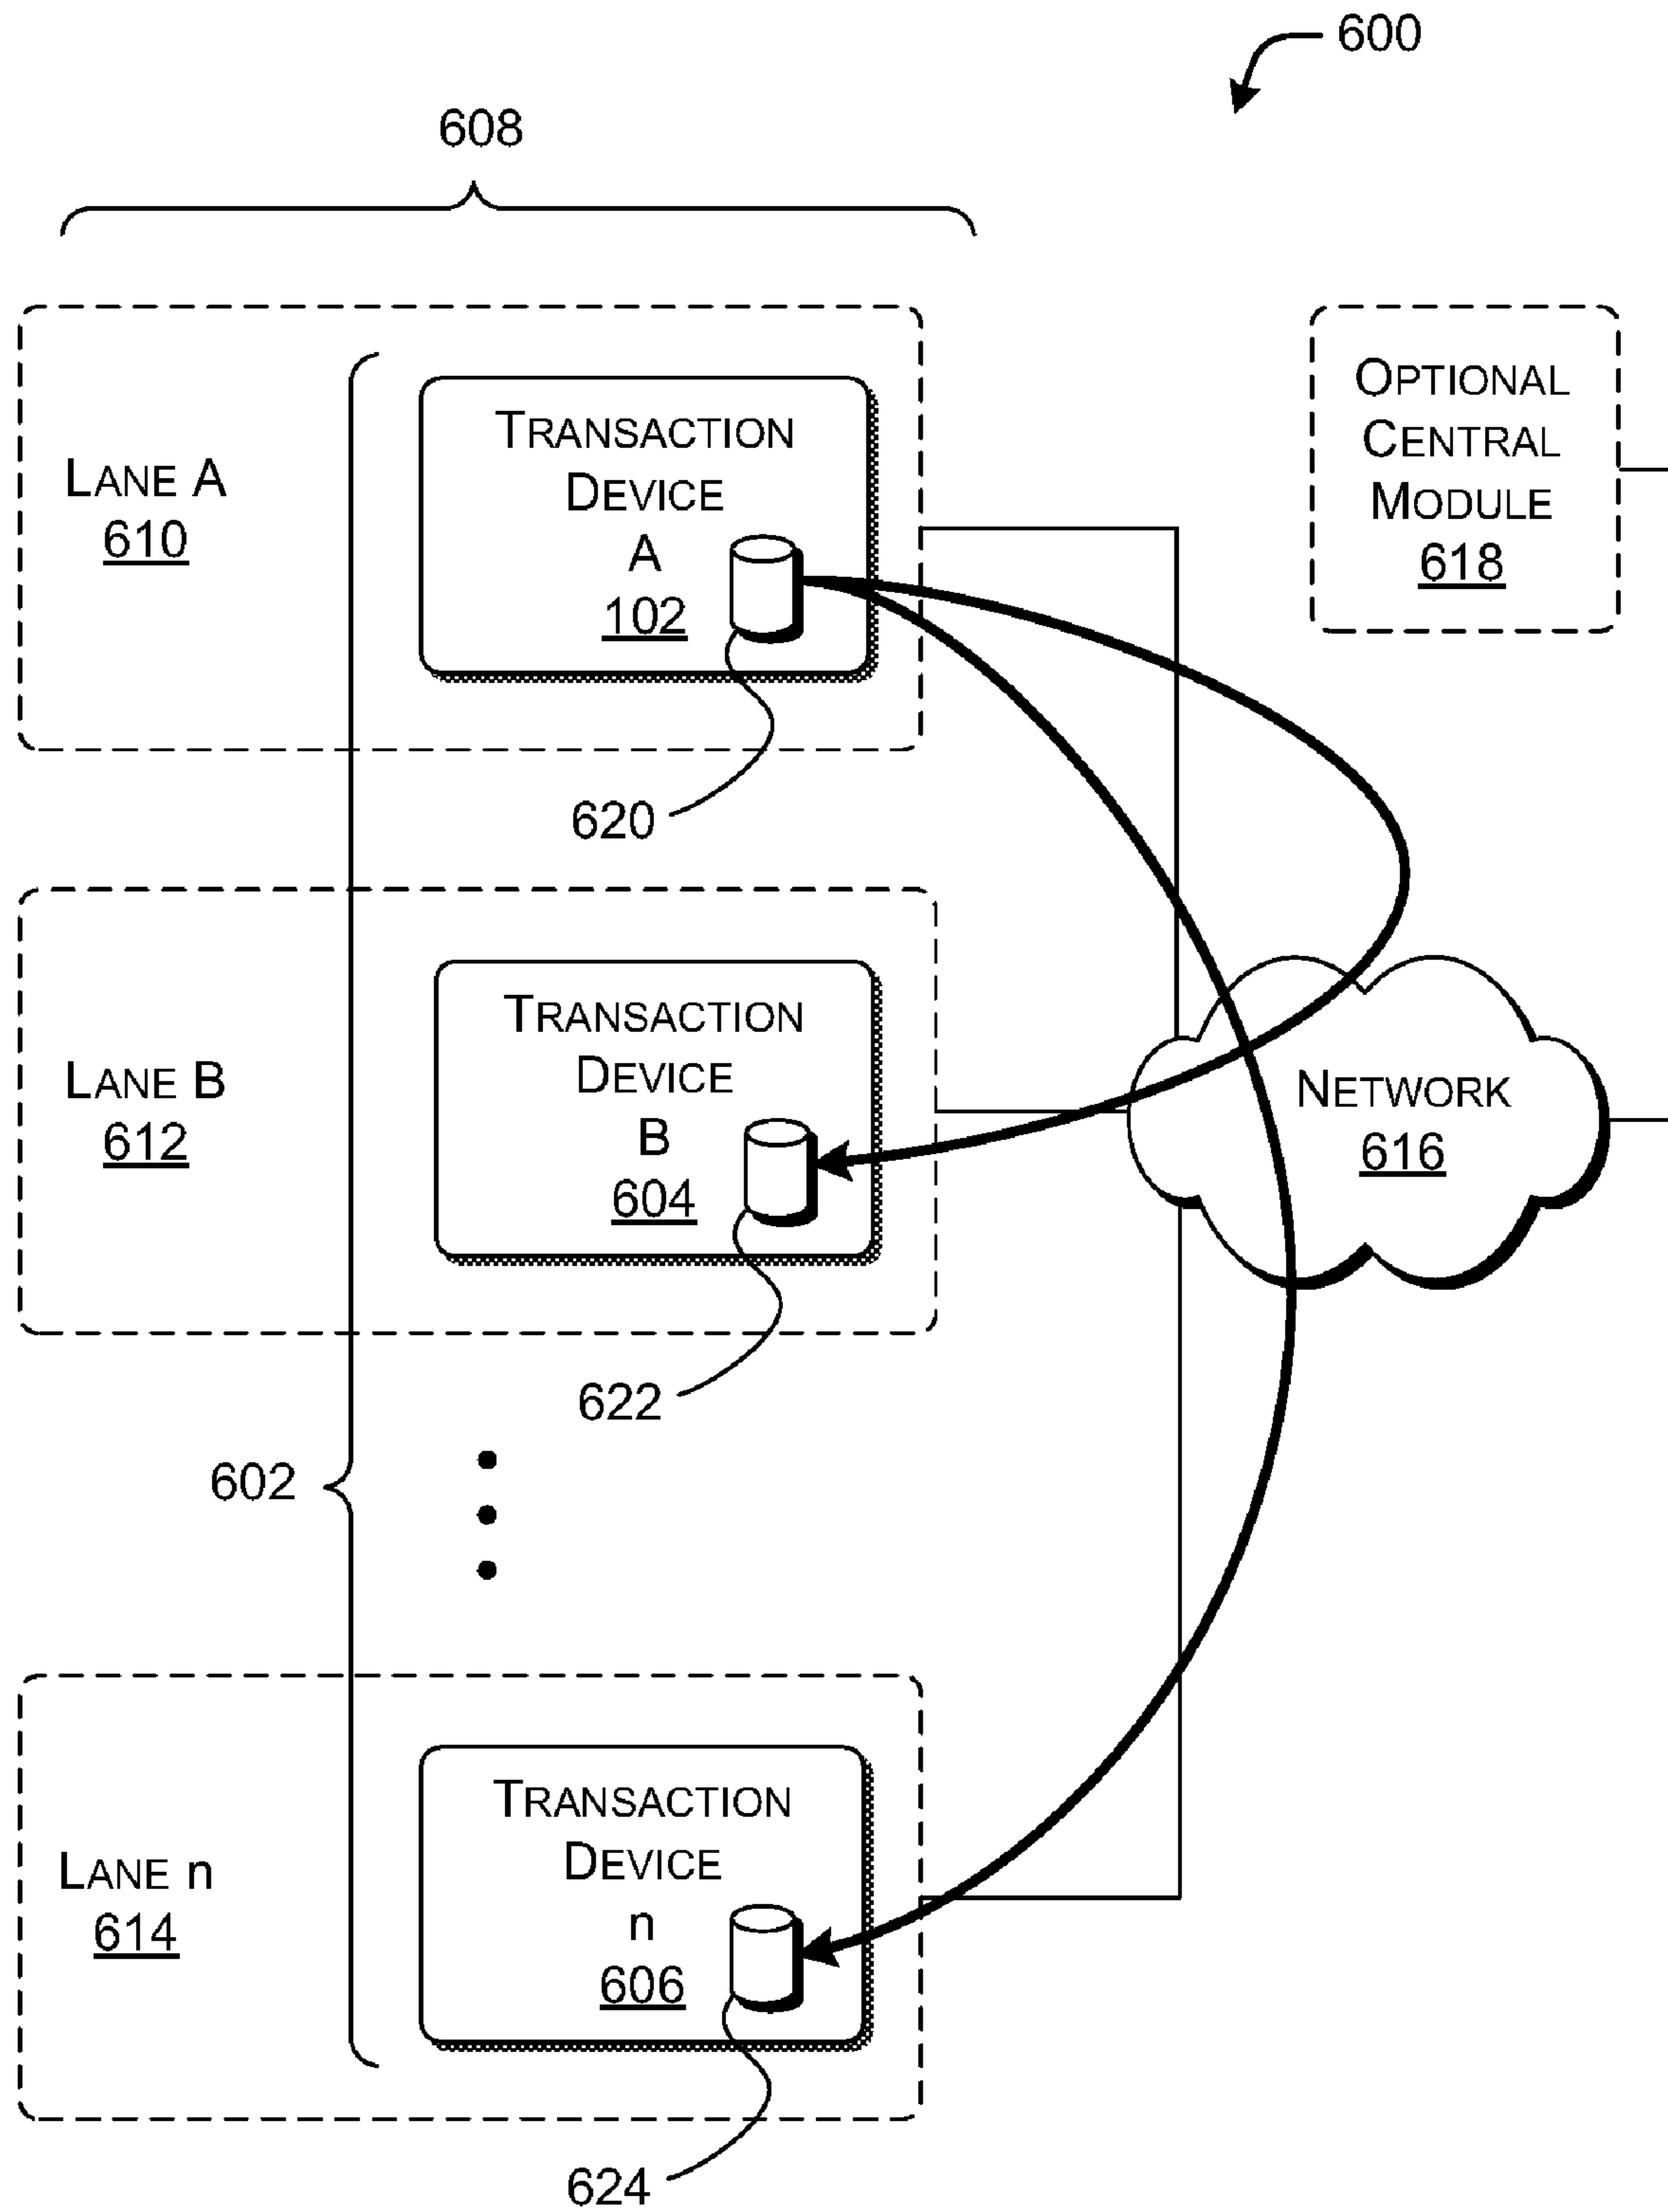 600
608
LANE A
610
TRANSACTION
DEVICE
A
102
620
OPTIONAL
CENTRAL
MODULE
618
LANE B
612
TRANSACTION
DEVICE
B
604
622
NETWORK
616
602
LANE n
614
TRANSACTION
DEVICE
n
606
624